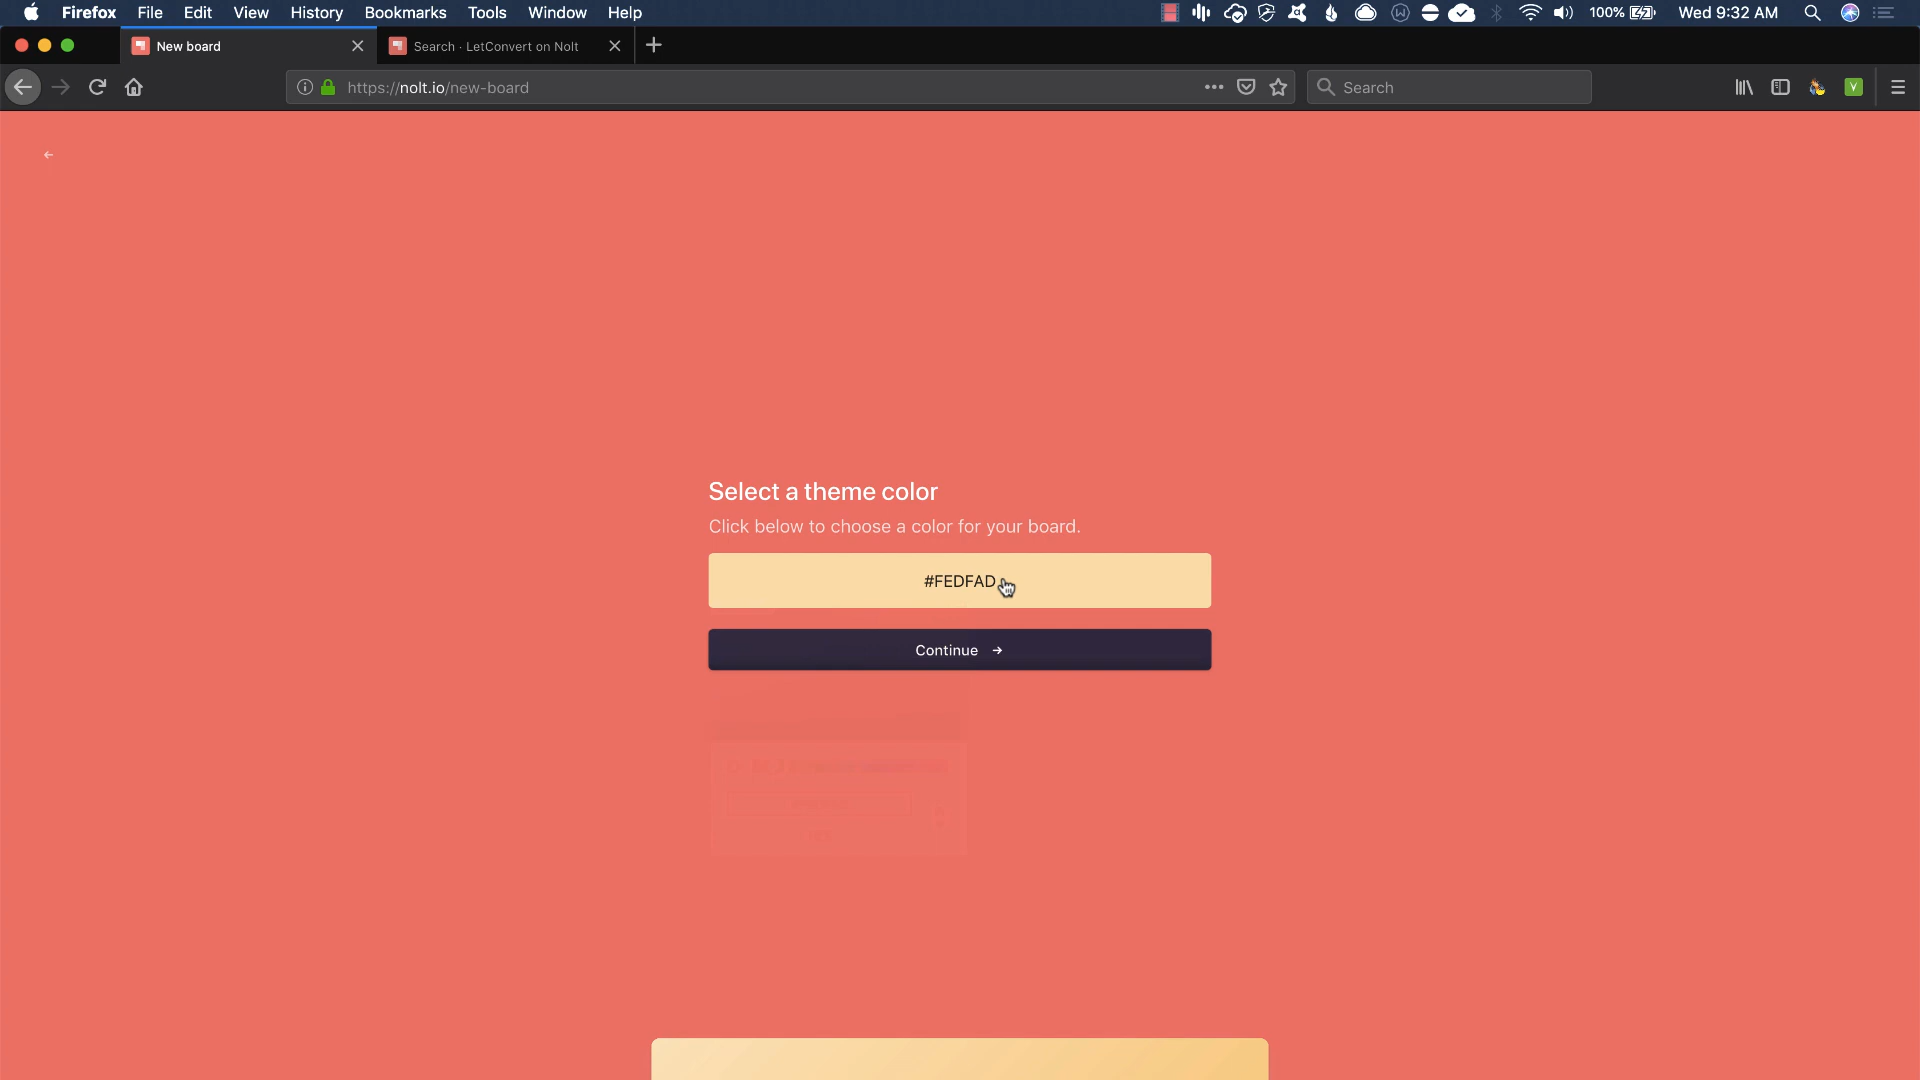 Firefox File Edit View History Bookmarks Tools Window Help 100% Wed 9:32 AM
New board Search · LetConvert on Nolt
https://nolt.io/new-board Search
V
Select a theme color
Click below to choose a color for your board.
#FEDFAD
Continue →